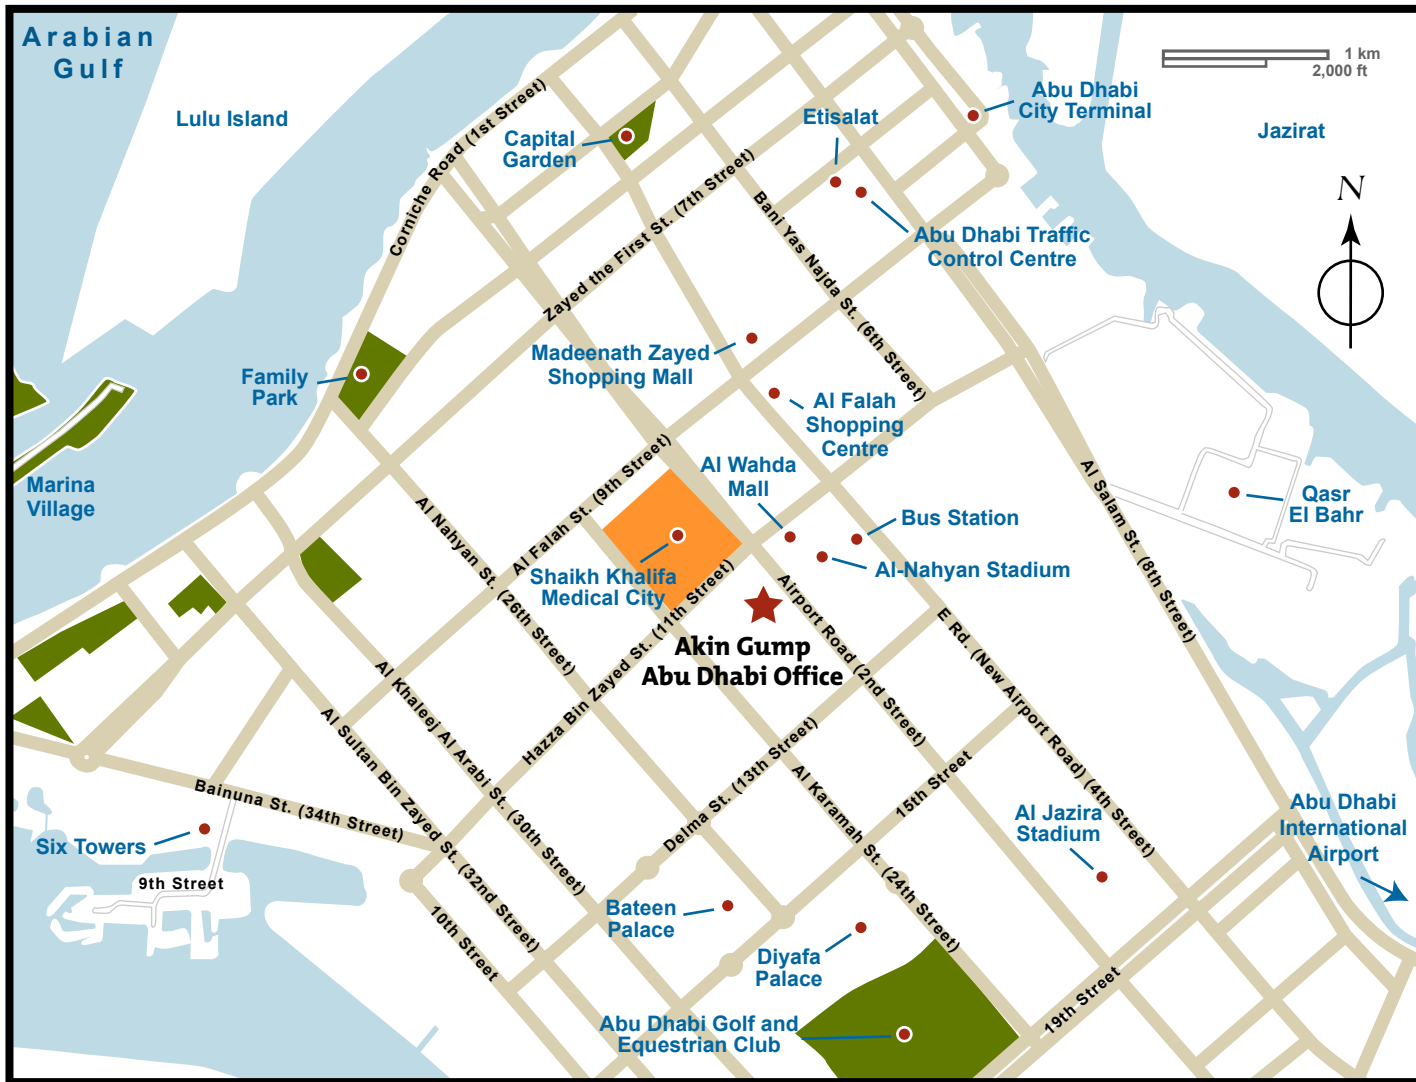 Arabian
Gulf
Lulu Island
1 km
2,000 ft
Abu Dhabi
City Terminal
Jazirat
Etisalat
Capital
Garden
Corniche Road (1st Street)
N
Zayed the First St. (7th Street)
Bani Yas Najda St. (6th Street)
Abu Dhabi Traffic
Control Centre
Madeenath Zayed
Shopping Mall
Family
Park
Al Falah
Shopping
Centre
Al Wahda
Mall
Marina
Village
Al Nahyan St. (26th Street)
Al Falah St. (9th Street)
Al Salam St. (8th Street)
Qasr
El Bahr
Bus Station
Al-Nahyan Stadium
Shaikh Khalifa
Medical City
Airport Road (2nd Street)
E Rd. (New Airport Road) (4th Street)
Akin Gump
Abu Dhabi Office
Hazza Bin Zayed St. (11th Street)
Al Khaleej Al Arabi St. (30th Street)
Al Sultan Bin Zayed St. (32nd Street)
Bainuna St. (34th Street)
Delma St. (13th Street)
Al Karamah St. (24th Street)
15th Street
Al Jazira
Stadium
Abu Dhabi
International
Airport
Six Towers
9th Street
10th Street
Bateen
Palace
Diyafa
Palace
19th Street
Abu Dhabi Golf and
Equestrian Club